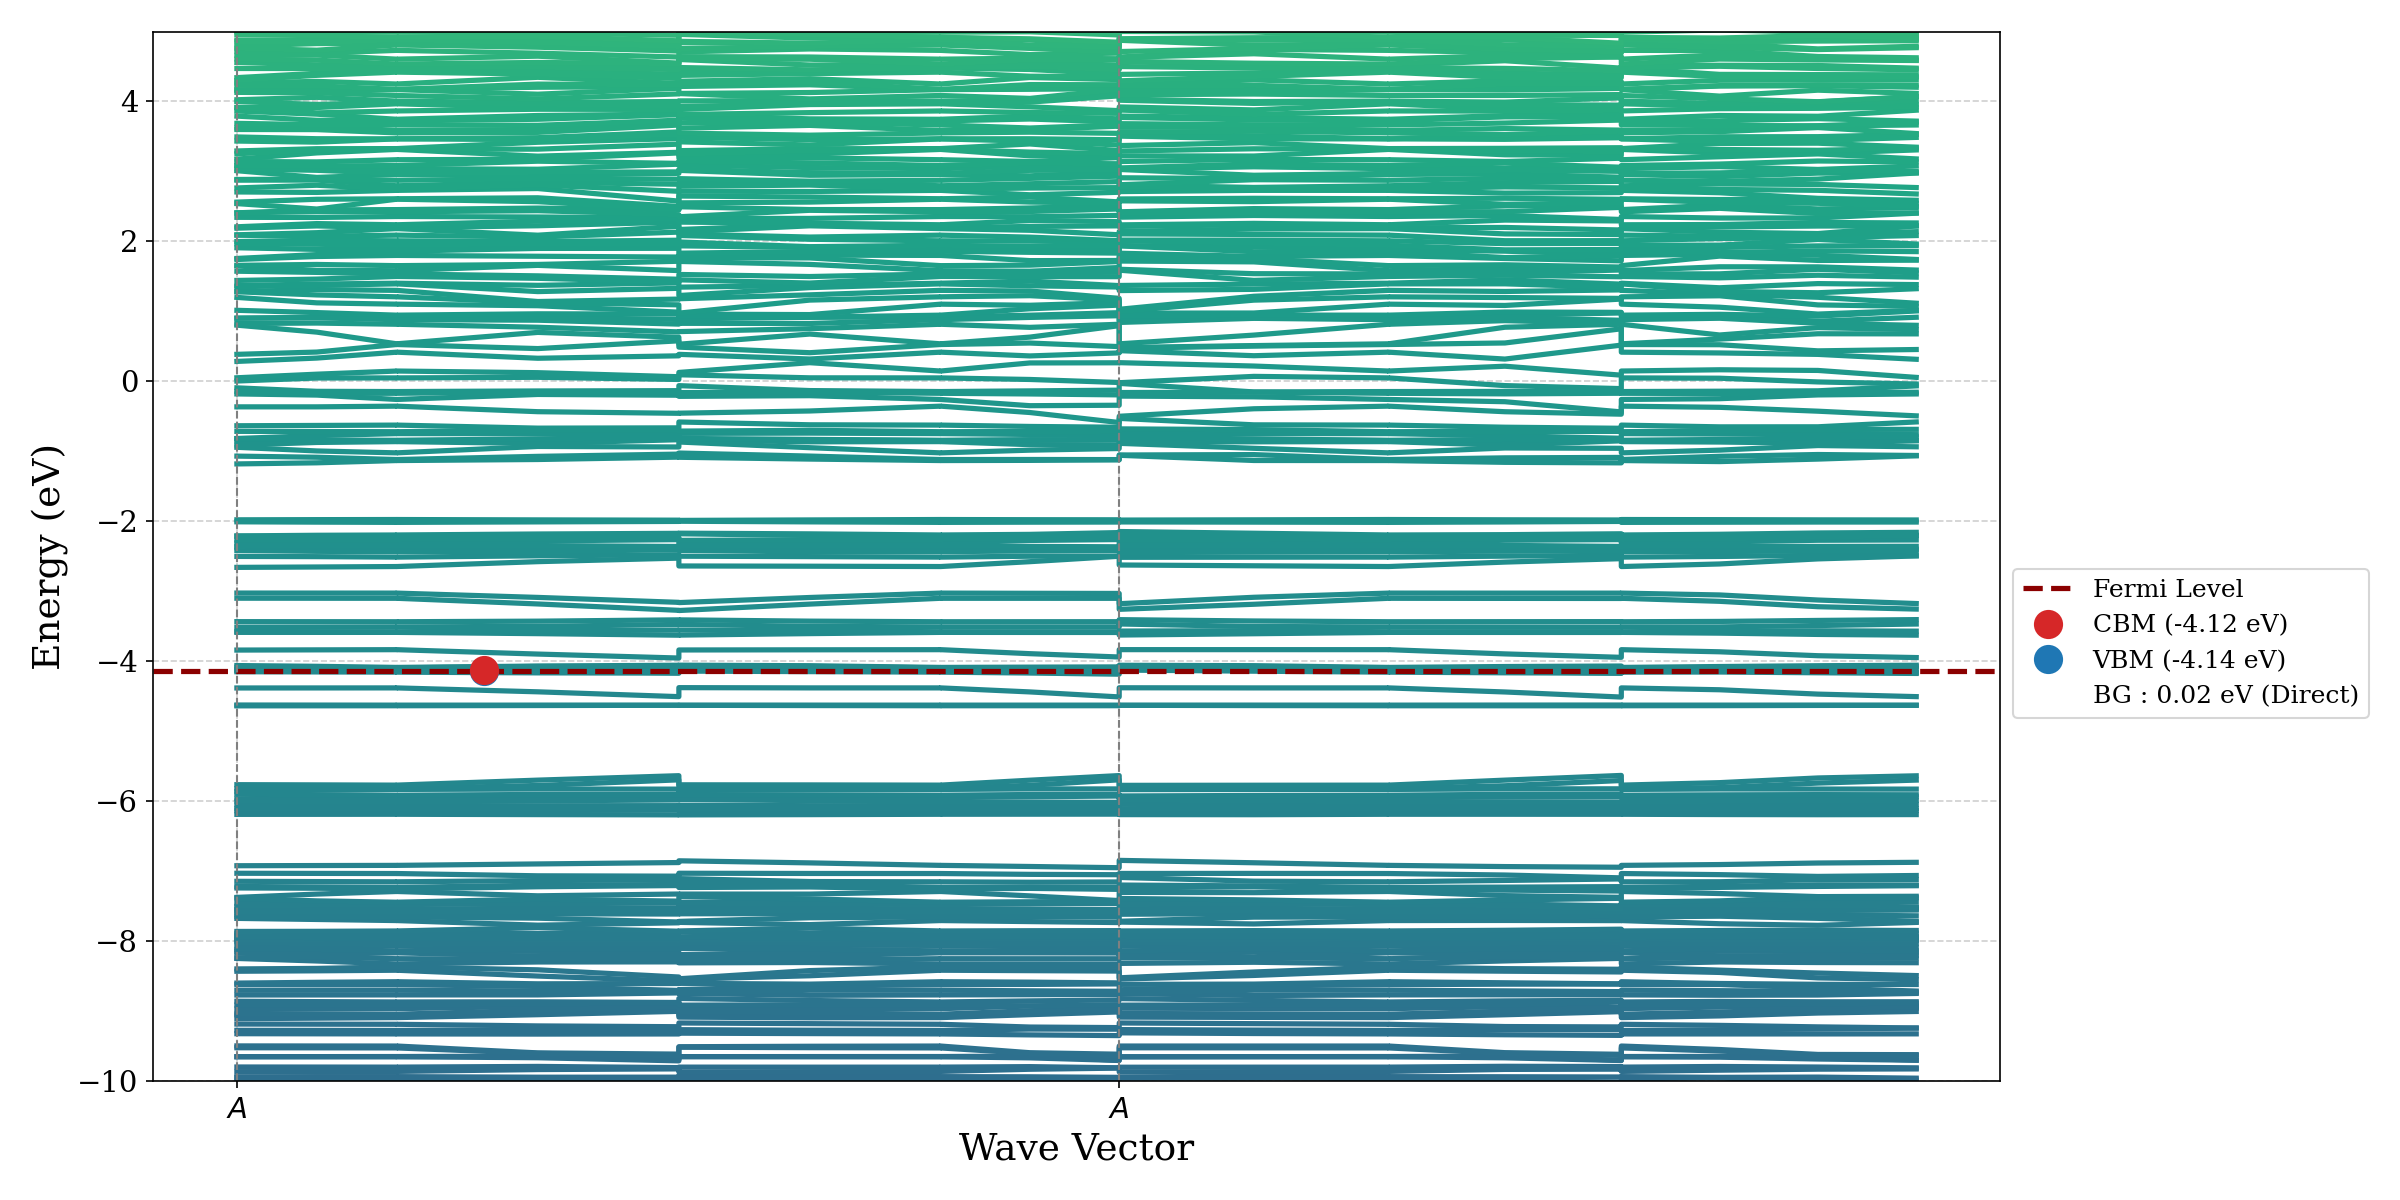 4
2
0
−2
−4
−6
−8
−10
Energy (eV)
A
A
Wave Vector
Fermi Level
CBM (-4.12 eV)
VBM (-4.14 eV)
BG : 0.02 eV (Direct)